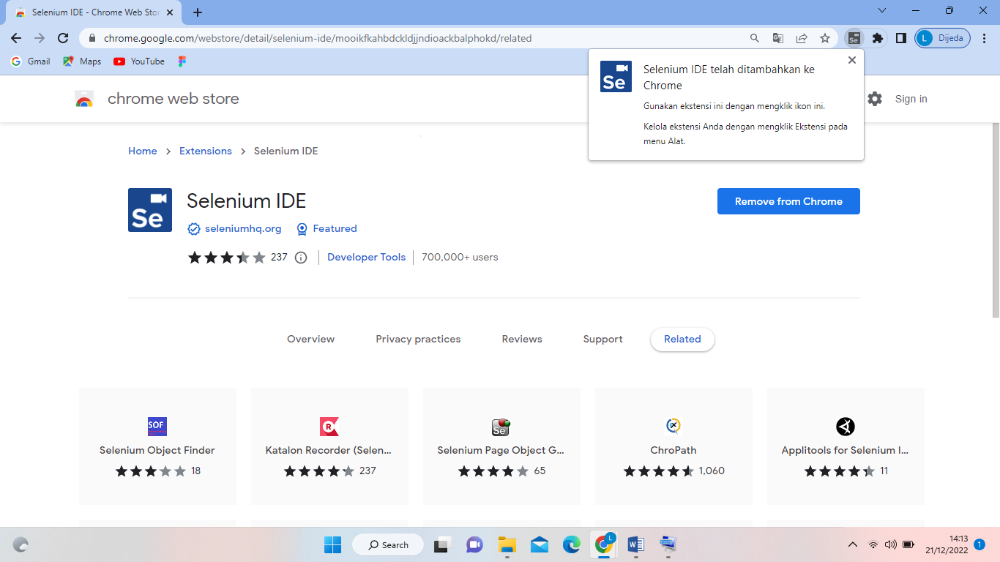 Selenium IDE - Chrome Web Stor
chrome.google.com/webstore/detail/selenium-ide/mooikfkahbdckldjjndioackbalphokd/related
Se
L
Dijeda
Gmail
Maps
YouTube
Se
Selenium IDE telah ditambahkan ke
Chrome
Gunakan ekstensi ini dengan mengklik ikon ini.
Kelola ekstensi Anda dengan mengklik Ekstensi pada
menu Alat.
chrome web store
Sign in
Home
Extensions
Selenium IDE
Se
Selenium IDE
Remove from Chrome
seleniumhq.org
Featured
237
Developer Tools
700,000+ users
Overview
Privacy practices
Reviews
Support
Related
SOF
Selenium Object Finder
18
R
Katalon Recorder (Selen...
237
Se
Selenium Page Object G...
65
ChroPath
1,060
Applitools for Selenium I...
11
Search
L
W
14:13
21/12/2022
1